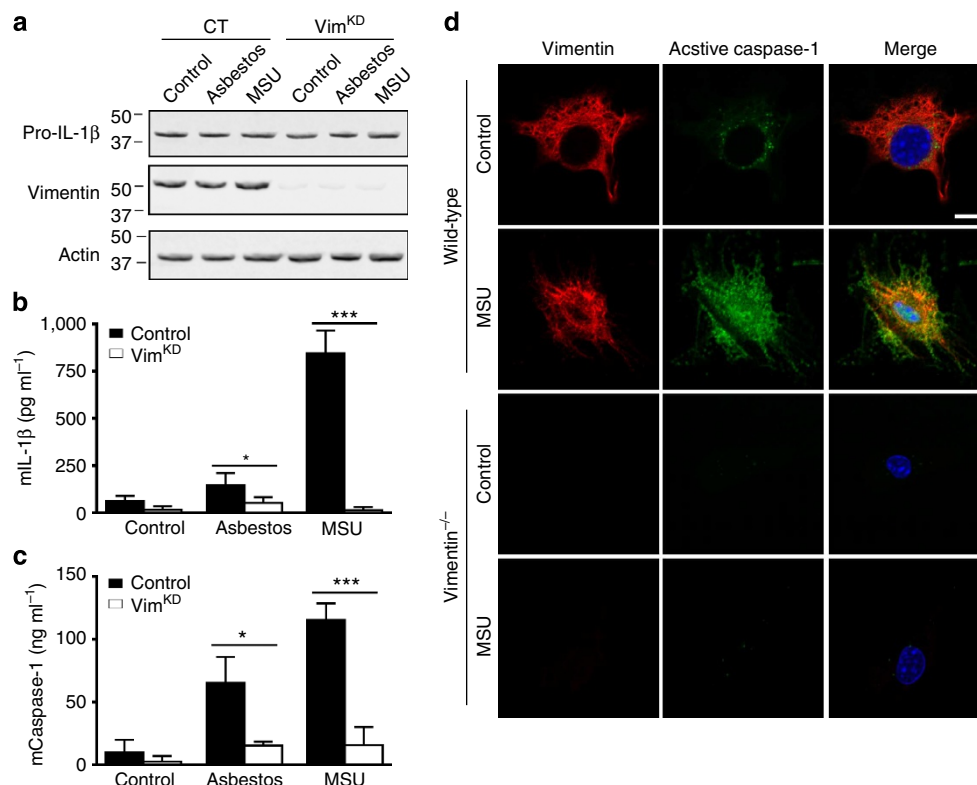 a
CT
Vim^KD
Control
Asbestos
MSU
Control
Asbestos
MSU
Pro-IL-1β
50
37
Vimentin
50
37
Actin
50
37
b
mIL-1β (pg ml⁻¹)
1,000
750
500
250
0
Control
Vim^KD
*
***
Control
Asbestos
MSU
c
mCaspase-1 (ng ml⁻¹)
150
100
50
0
Control
Vim^KD
*
***
Control
Asbestos
MSU
d
Vimentin
Acstive caspase-1
Merge
Wild-type
Control
MSU
Vimentin⁻/⁻
Control
MSU